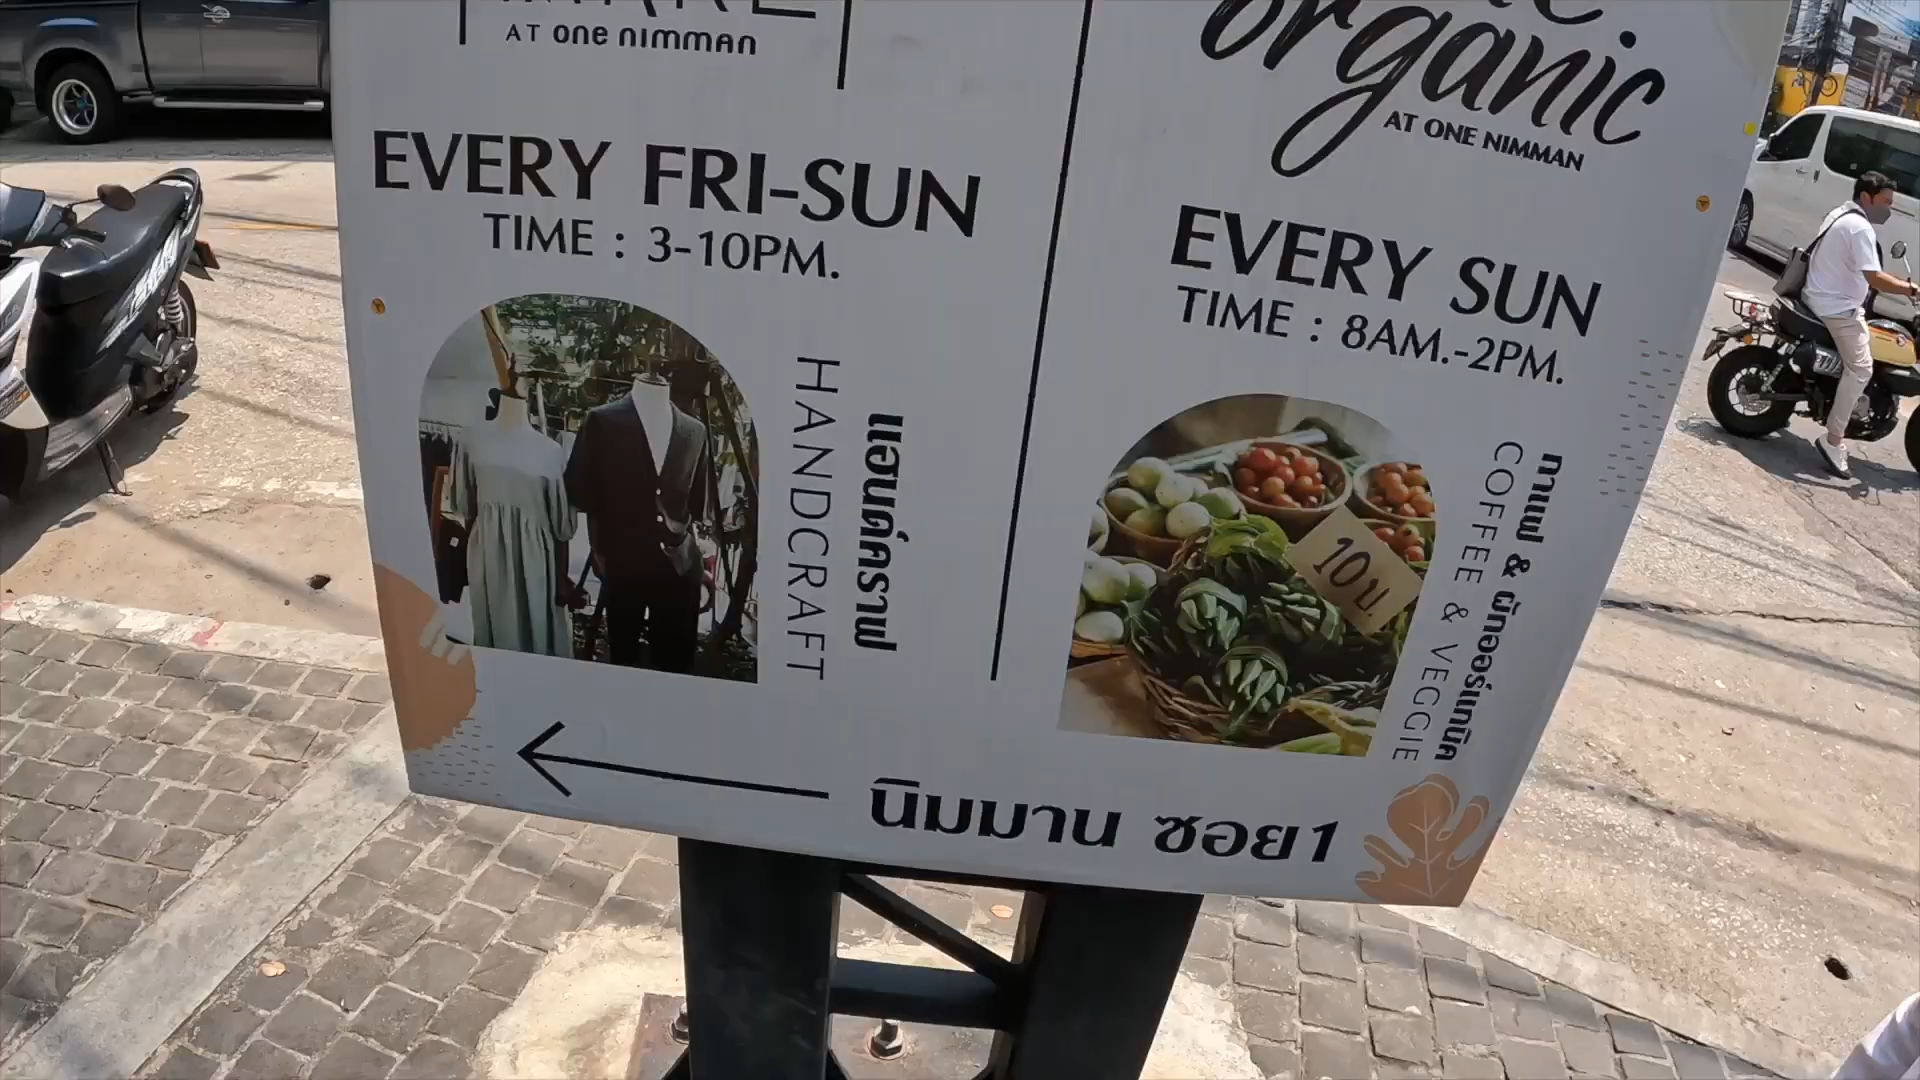 AT one nimman
EVERY FRI-SUN
TIME : 3-10PM.
HANDCRAFT
แฮนด์คราฟ
organic
AT ONE NIMMAN
EVERY SUN
TIME : 8AM.-2PM.
10 บ
กาแฟ & ผักออร์แกนิค
COFFEE & VEGGIE
นิมมาน ซอย 1